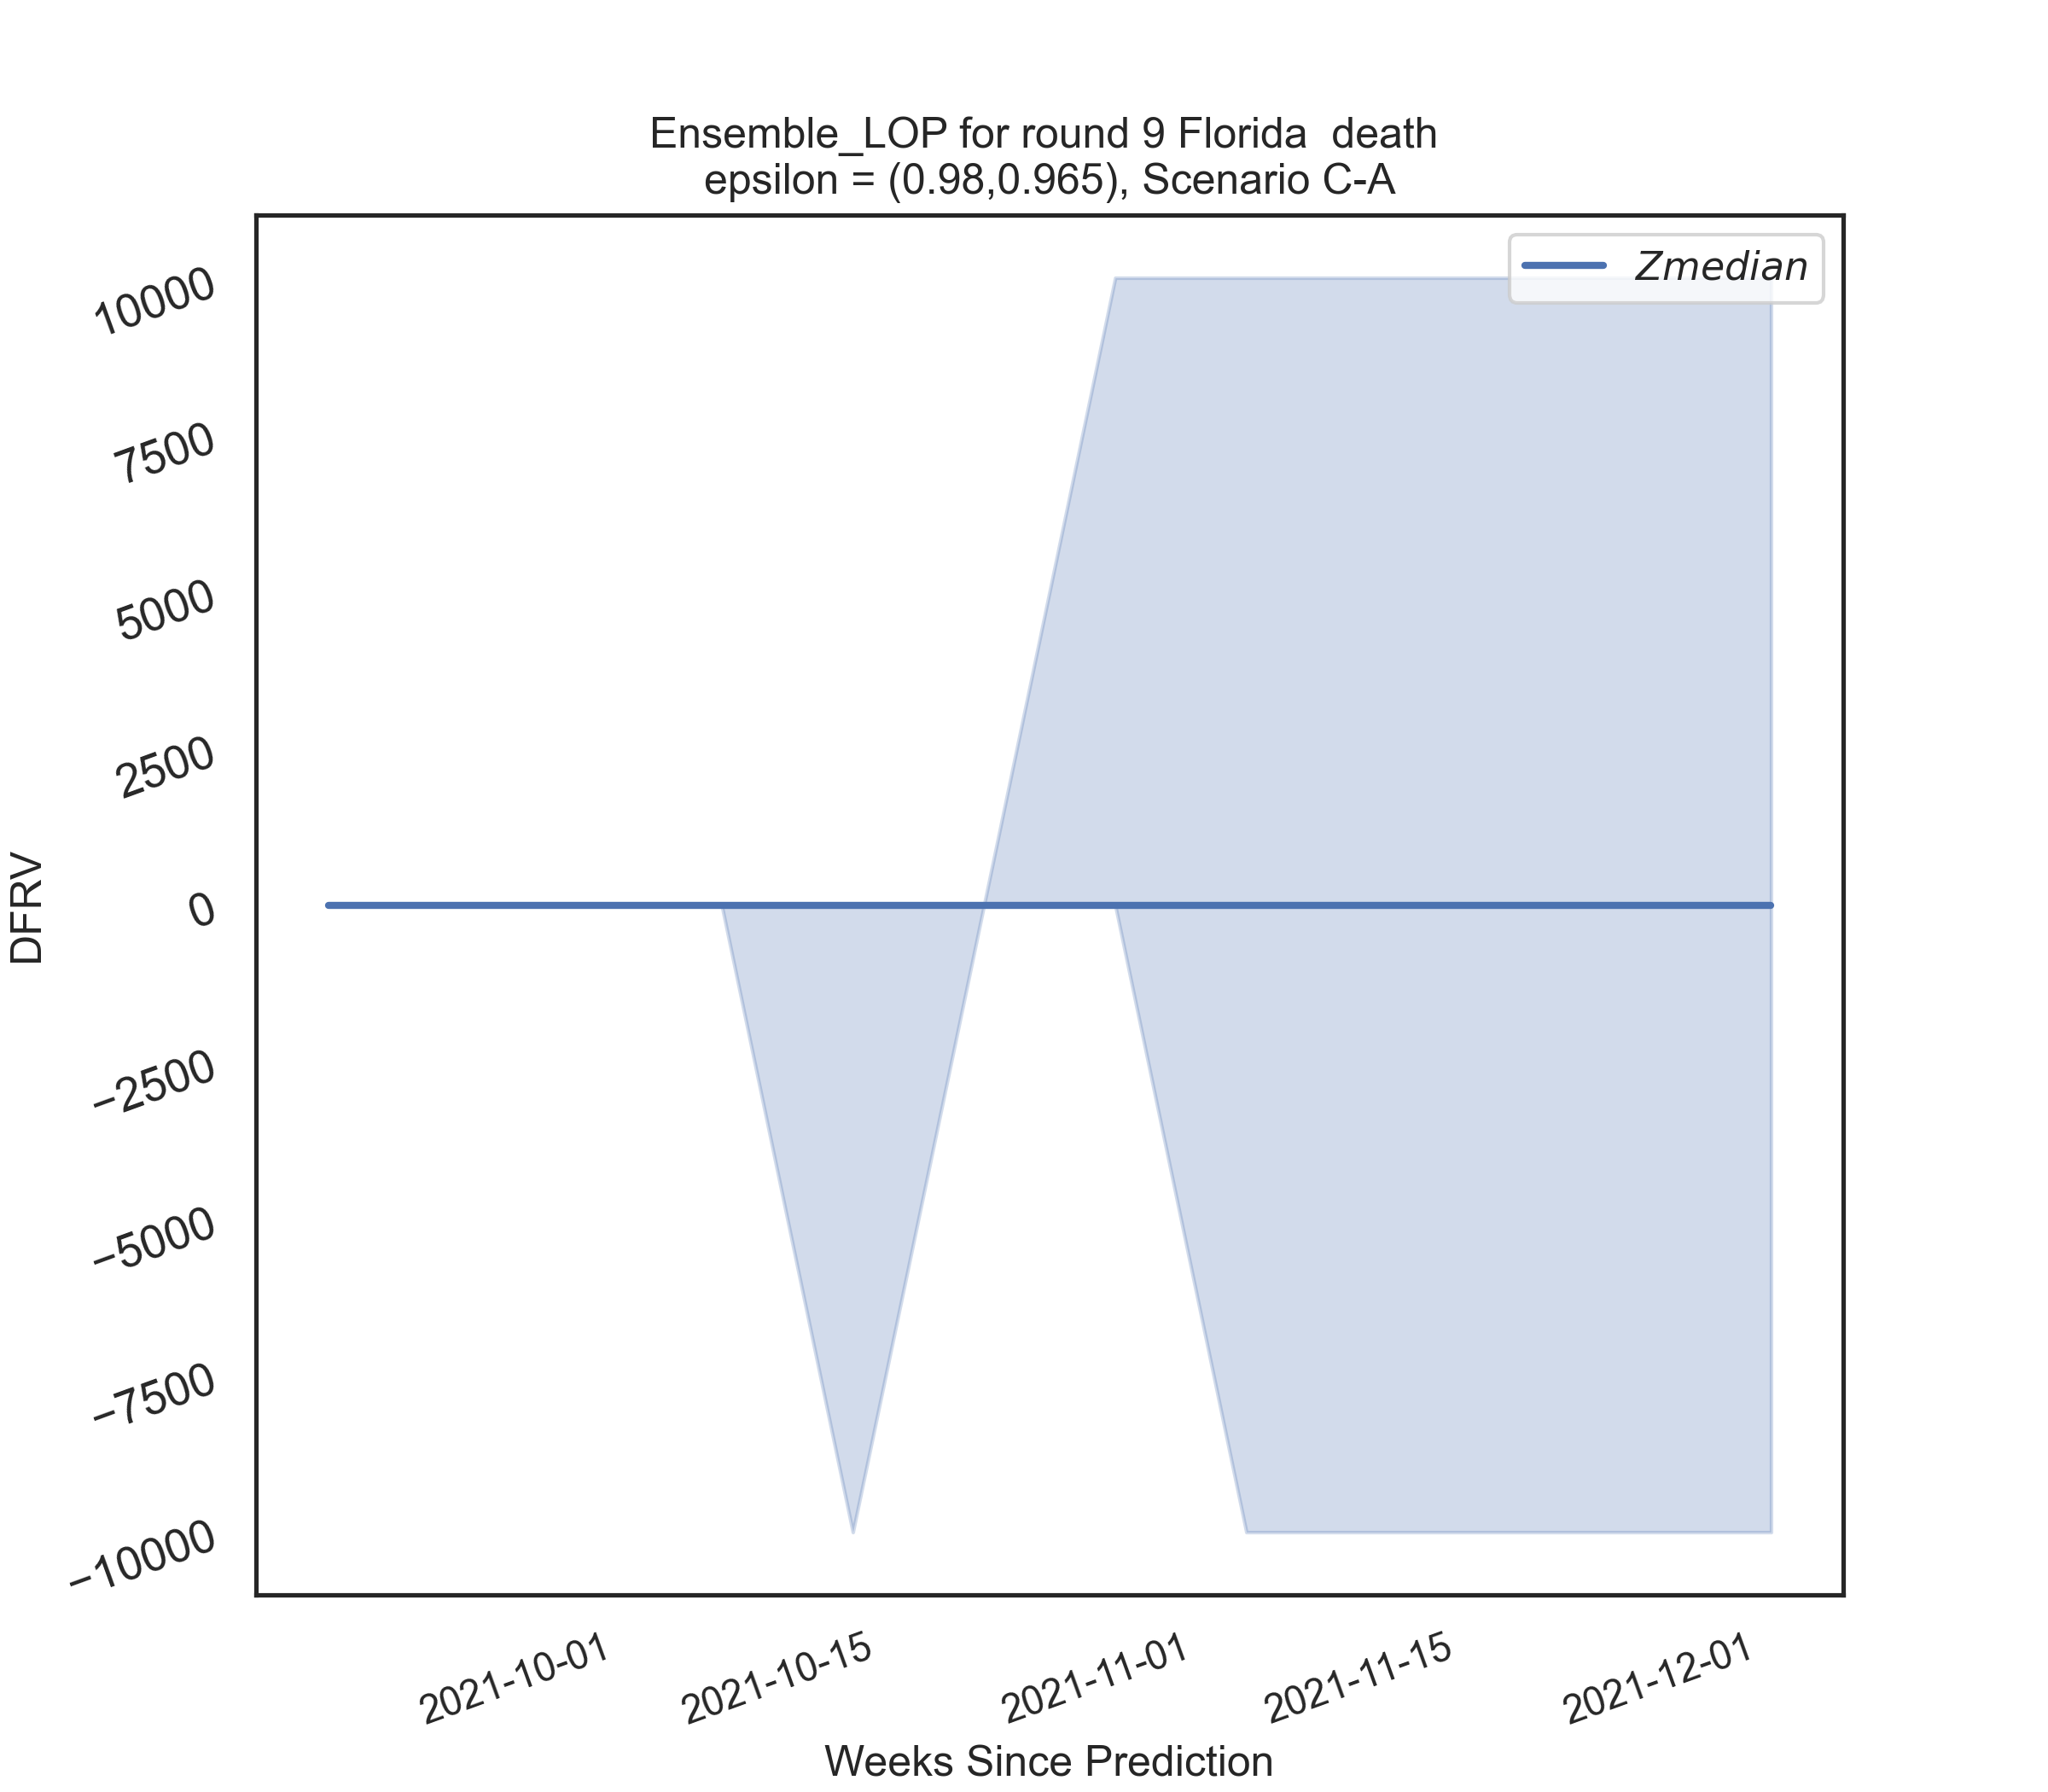 Ensemble_LOP for round 9 Florida  death
epsilon = (0.98,0.965), Scenario C-A
Zmedian
10000
7500
5000
2500
0
−2500
−5000
−7500
−10000
DFRV
2021-10-01
2021-10-15
2021-11-01
2021-11-15
2021-12-01
Weeks Since Prediction